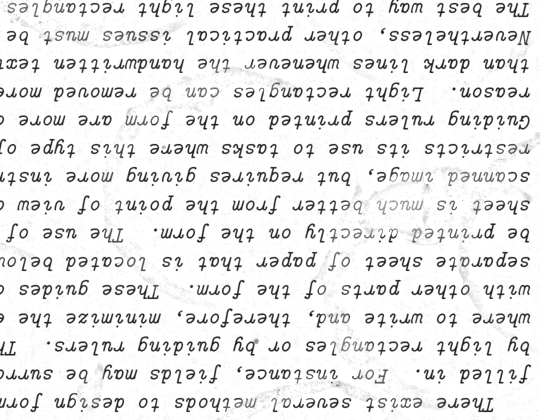 There exist several methods to design form
filled in. For instance, fields may be
by light rectangles or by guiding rulers.
where to write and, therefore, minimize the
with other parts of the form. These guides
separate sheet of paper that is located
be printed directly on the form. The use of
sheet is much better from the point of view
scanned image, but requires giving more
restricts its use to tasks where this type of
Guiding rulers printed on the form are more
reason. Light rectangles can be removed more
than dark lines whenever the handwritten text
Nevertheless, other practical issues must be
The best way to print these light rectangles